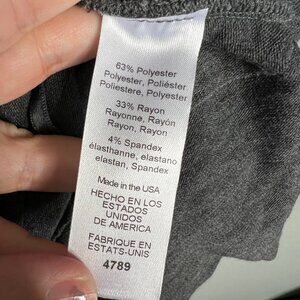 63% Polyester
Polyester, Poliéster
Poliestere, Polyester
33% Rayon
Rayonne, Rayón
Rayon, Rayon
4% Spandex
élasthanne, elastano
elastan, Spandex
Made in the USA
HECHO EN LOS
ESTADOS
UNIDOS
DE AMERICA
FABRIQUE EN
ESTATS-UNIS
4789